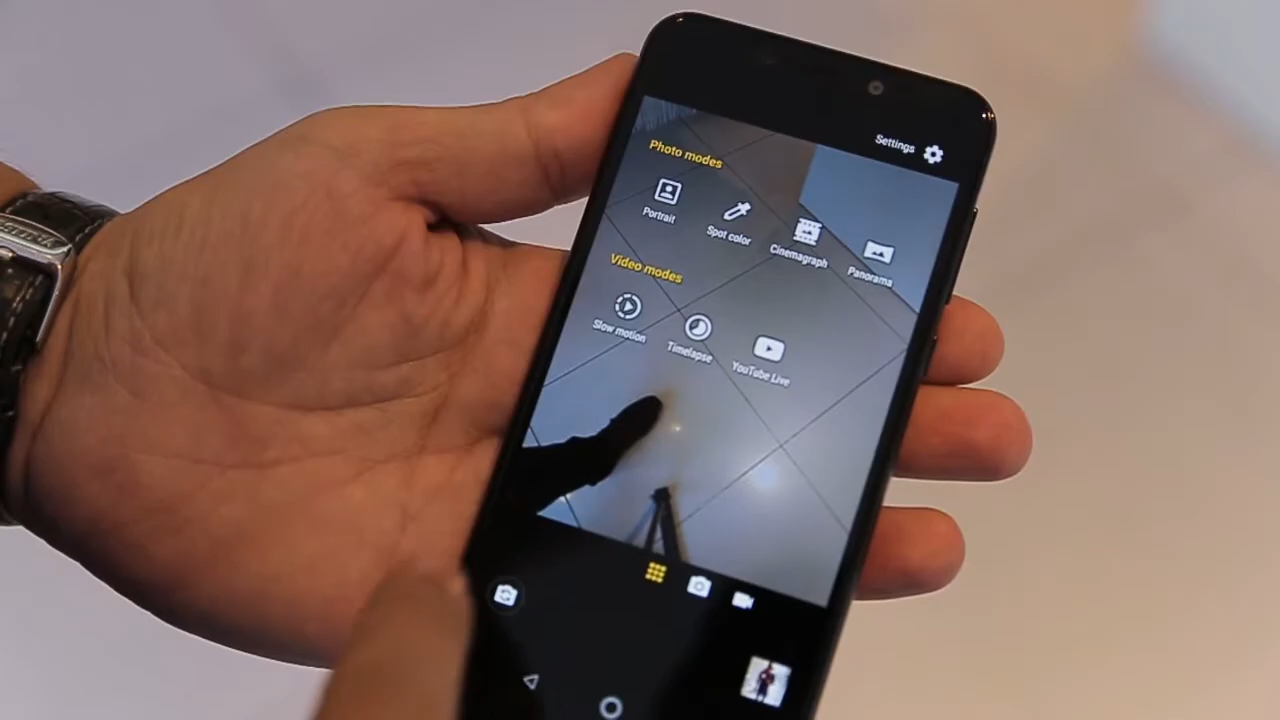 Settings
Photo modes
Portrait
Spot color
Cinemagraph
Panorama
Video modes
Slow motion
Timelapse
YouTube Live